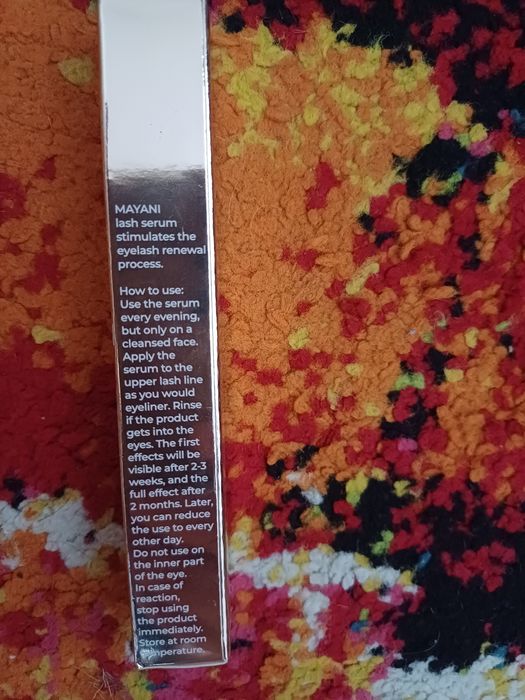 MAYANI
lash serum
stimulates the
eyelash renewal
process.
How to use:
Use the serum
every evening,
but only on a
cleansed face.
Apply the
serum to the
upper lash line
as you would
eyeliner. Rinse
if the product
gets into the
eyes. The first
effects will be
visible after 2-3
weeks, and the
full effect after
2 months. Later,
you can reduce
the use to every
other day.
Do not use on
the inner part
of the eye.
In case of
reaction,
stop using
the product
immediately.
Store at room
temperature.